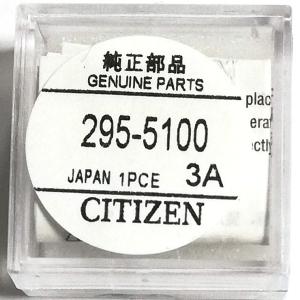 純正部品
GENUINE PARTS
295-5100
JAPAN 1PCE 3A
CITIZEN